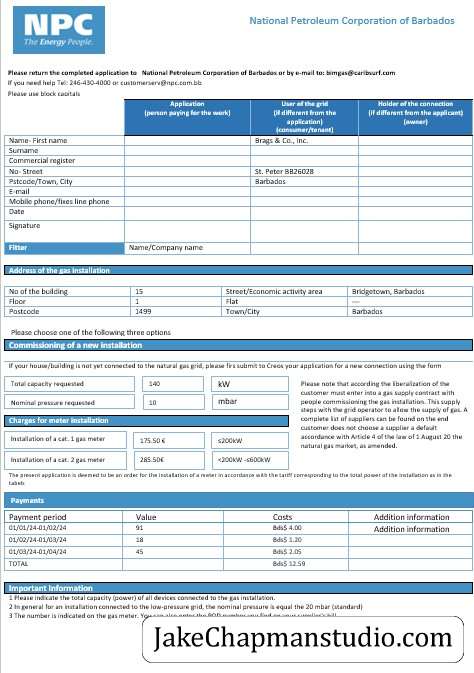 NPC
The Energy People.
National Petroleum Corporation of Barbados
Please return the completed application to National Petroleum Corporation of Barbados or by e-mail to: bimgas@caribsurf.com
If you need help Tel: 246-430-4000 or customerserv@npc.com.bb
Please use block caoitals
Application (person paying for the work) User of the grid (if different from the application) (consumer/tenant) Holder of the connection (if different from the applicant) (owner)
Name- First name Brags & Co., Inc.
Surname
Commercial register
No- Street St. Peter BB26028
Pstcode/Town, City Barbados
E-mail
Mobile phone/fixes line phone
Date
Signature
Fitter Name/Company name
Address of the gas installation
No of the building 15 Street/Economic activity area Bridgetown, Barbados
Floor 1 Flat ---
Postcode 1499 Town/City Barbados
Please choose one of the following three options
Commissioning of a new installation
If your house/building is not yet connected to the natural gas grid, please firs submit to Creos your application for a new connection using the form
Total capacity requested 140 kW
Nominal pressure requested 10 mbar
Charges for meter installation
Installation of a cat. 1 gas meter 175.50 € ≤200kW
Installation of a cat. 2 gas meter 285.50€ <200kW -≤600kW
Please note that according the liberalization of the
customer must enter into a gas supply contract with
people commissioning the gas installation. This supply
steps with the grid operator to allow the supply of gas. A
complete list of suppliers can be found on the end
customer does not choose a supplier a default
accordance with Article 4 of the law of 1 August 20 the
natural gas market, as amended.
The present application is deemed to be an order for the installation of a meter in accordance with the tariff corresponding to the total power of the installation as in the
tabels
Paymants
Payment period Value Costs Addition information
01/01/24-01/02/24 91 Bds$ 4.00 Addition information
01/02/24-01/03/24 18 Bds$ 1.20
01/03/24-01/04/24 45 Bds$ 2.05
TOTAL Bds$ 12.59
Important Information
1 Please indicate the total capacity (power) of all devices connected to the gas installation.
2 In general for an installation connected to the low-pressure grid, the nominal pressure is equal the 20 mbar (standard)
3 The number is indicated on the gas meter. You can also enter the POD number you find on your supplier's bill
JakeChapmanstudio.com